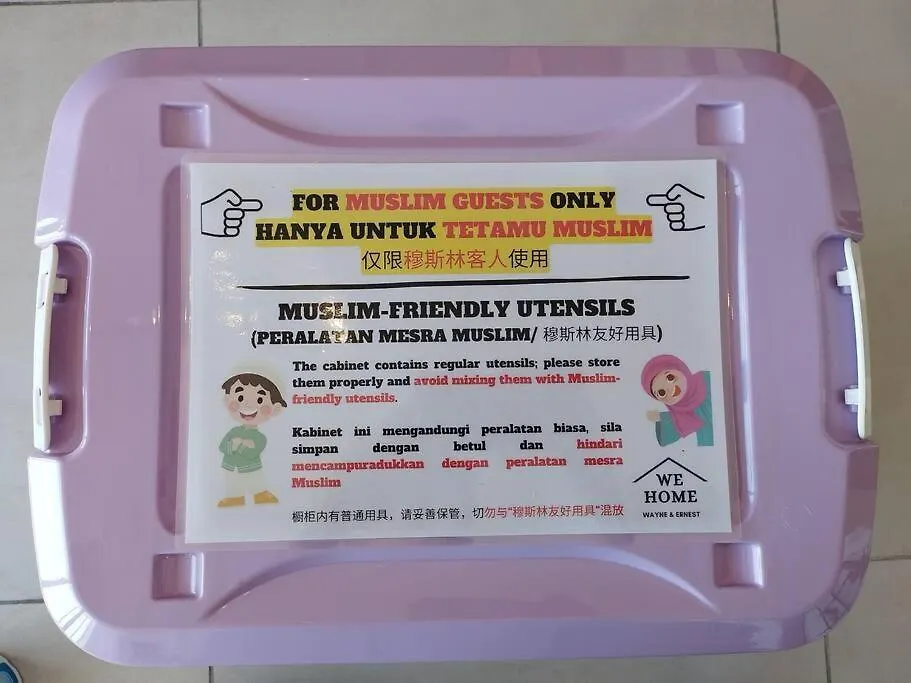 FOR MUSLIM GUESTS ONLY
HANYA UNTUK TETAMU MUSLIM
仅限穆斯林客人使用
MUSLIM-FRIENDLY UTENSILS
(PERALATAN MESRA MUSLIM/ 穆斯林友好用具)
The cabinet contains regular utensils; please store
them properly and avoid mixing them with Muslim-
friendly utensils.
Kabinet ini mengandungi peralatan biasa, sila
simpan dengan betul dan hindari
mencampuradukkan dengan peralatan mesra
Muslim
橱柜内有普通用具，请妥善保管，切勿与"穆斯林友好用具"混放
WE
HOME
WAYNE & ERNEST